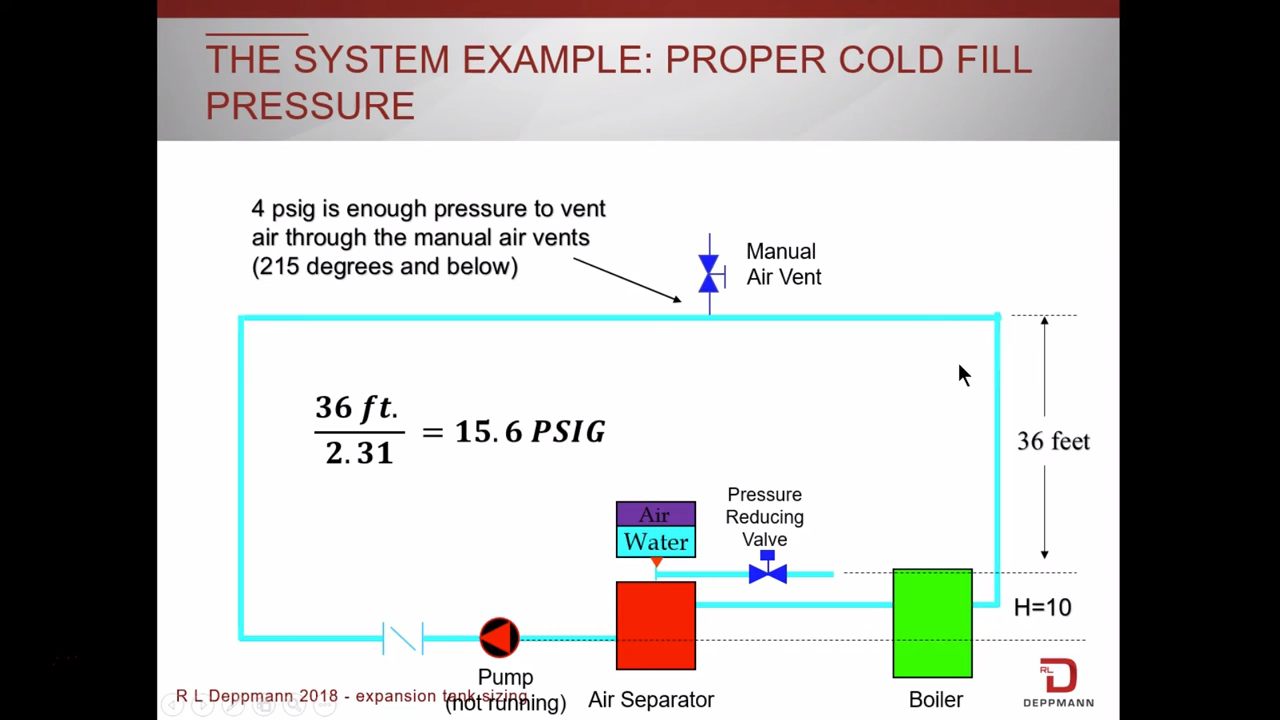 THE SYSTEM EXAMPLE: PROPER COLD FILL
PRESSURE
4 psig is enough pressure to vent
air through the manual air vents
(215 degrees and below)
Manual
Air Vent
36 ft.
2.31
= 15.6 PSIG
36 feet
Pressure
Reducing
Valve
Air
Water
H=10
Pump
(not running)
Air Separator
Boiler
R L Deppmann 2018 - expansion tank sizing
RL
D
DEPPMANN